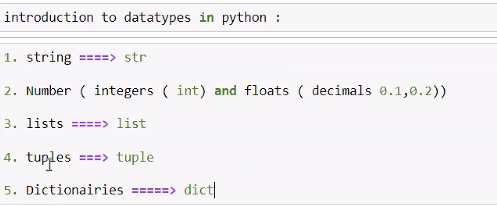 introduction to datatypes in python :
1. string ====> str
2. Number ( integers ( int) and floats ( decimals 0.1,0.2))
3. lists ====> list
4. tuples ===> tuple
5. Dictionairies =====> dict